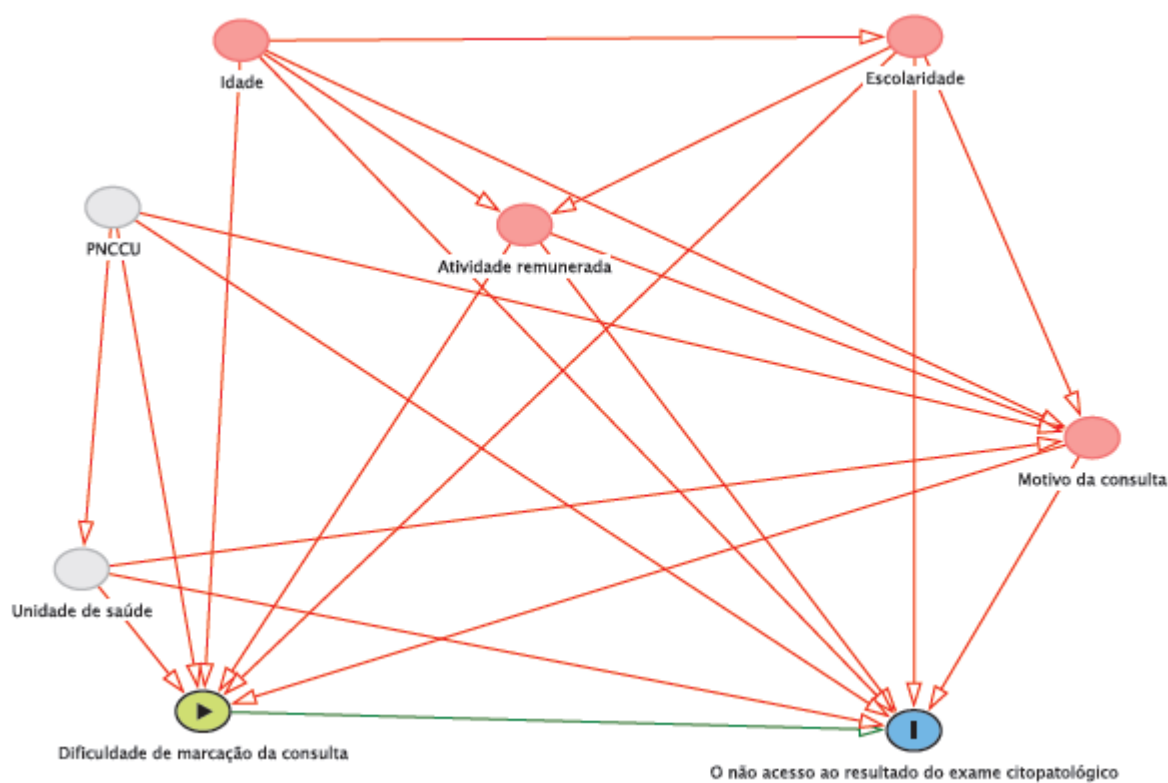 Idade
Escolaridade
PNCCU
Atividade remunerada
Motivo da consulta
Unidade de saúde
Dificuldade de marcação da consulta
O não acesso ao resultado do exame citopatológico